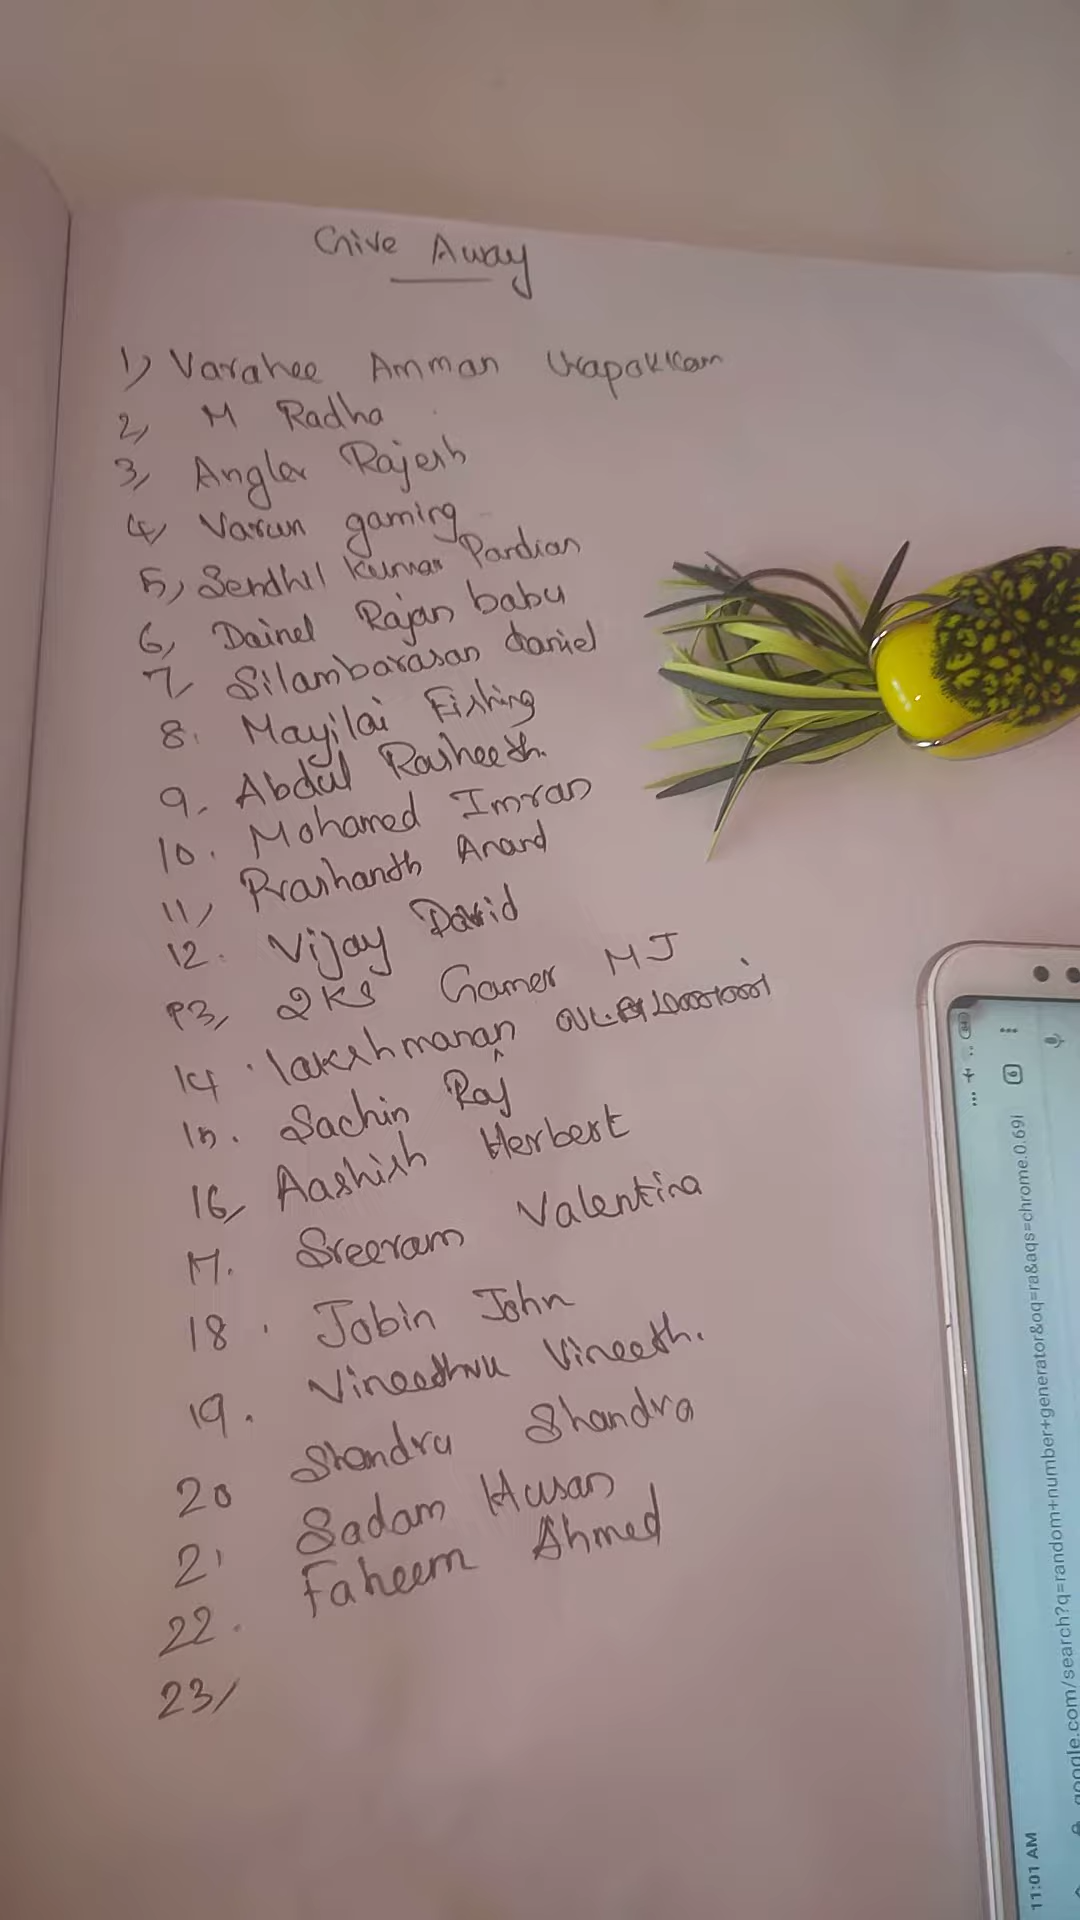 Give Away
1) Varahee Amman Urapakkam
2, M Radha
3, Angler Rajesh
4, Varun gaming
5, Sendhil Kumar Pandian
6, Dainel Rajan babu
7, Silambarasan daniel
8. Mayilai Fishing
9. Abdul Rasheeth.
10. Mohamed Imran
11, Prashanth Anand
12. Vijay David
13, 2KS Gamer MJ
14. lakshmanan
15. Sachin Raj
16, Aashish Herbert
17. Sreeram Valentina
18. Jobin John
19. Vineethvu Vineeth.
20 Shandru Shandra
21 Sadam Husan
22. Faheem Ahmed
23,
11:01 AM
google.com/search?q=random+number+generator&oq=ra&aqs=chrome.0.69i